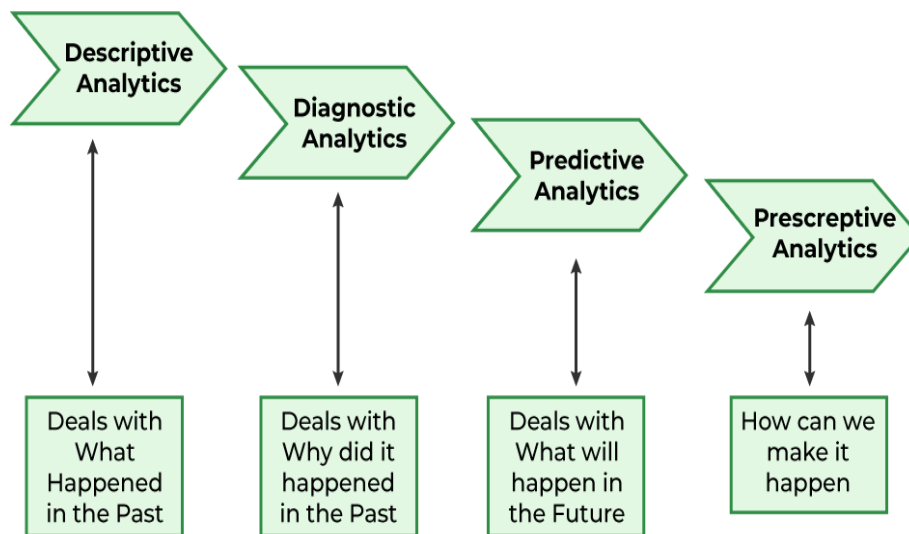 Descriptive
Analytics
Diagnostic
Analytics
Predictive
Analytics
Prescreptive
Analytics
Deals with
What
Happened
in the Past
Deals with
Why did it
happened
in the Past
Deals with
What will
happen in
the Future
How can we
make it
happen